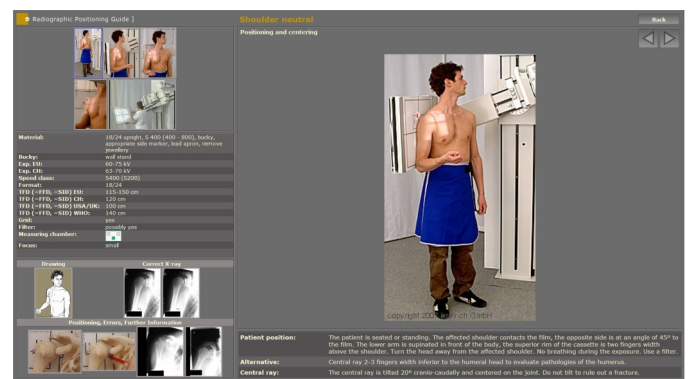 Radiographic Positioning Guide ]
Shoulder neutral
Back
Positioning and centering
Material: 18/24 upright, S 400 (400 - 800), bucky,
appropriate side marker, lead apron, remove
jewellery
Bucky: wall stand
Exp. EU: 60-75 kV
Exp. CH: 63-70 kV
Speed class: S400 (S200)
Format: 18/24
TFD (=FFD, ~SID) EU: 115-150 cm
TFD (=FFD, ~SID) CH: 120 cm
TFD (=FFD, ~SID) USA/UK: 100 cm
TFD (=FFD, ~SID) WHO: 140 cm
Grid: yes
Filter: possibly yes
Measuring chamber:
Focus: small
Drawing
Correct X-ray
Positioning, Errors, Further Information
Patient position: The patient is seated or standing. The affected shoulder contacts the film, the opposite side is at an angle of 45º to
the film. The lower arm is supinated in front of the body, the superior rim of the cassette is two fingers width
above the shoulder. Turn the head away from the affected shoulder. No breathing during the exposure. Use a filter.
Alternative: Central ray 2-3 fingers width inferior to the humeral head to evaluate pathologies of the humerus.
Central ray: The central ray is tilted 20° cranio-caudally and centered on the joint. Do not tilt to rule out a fracture.